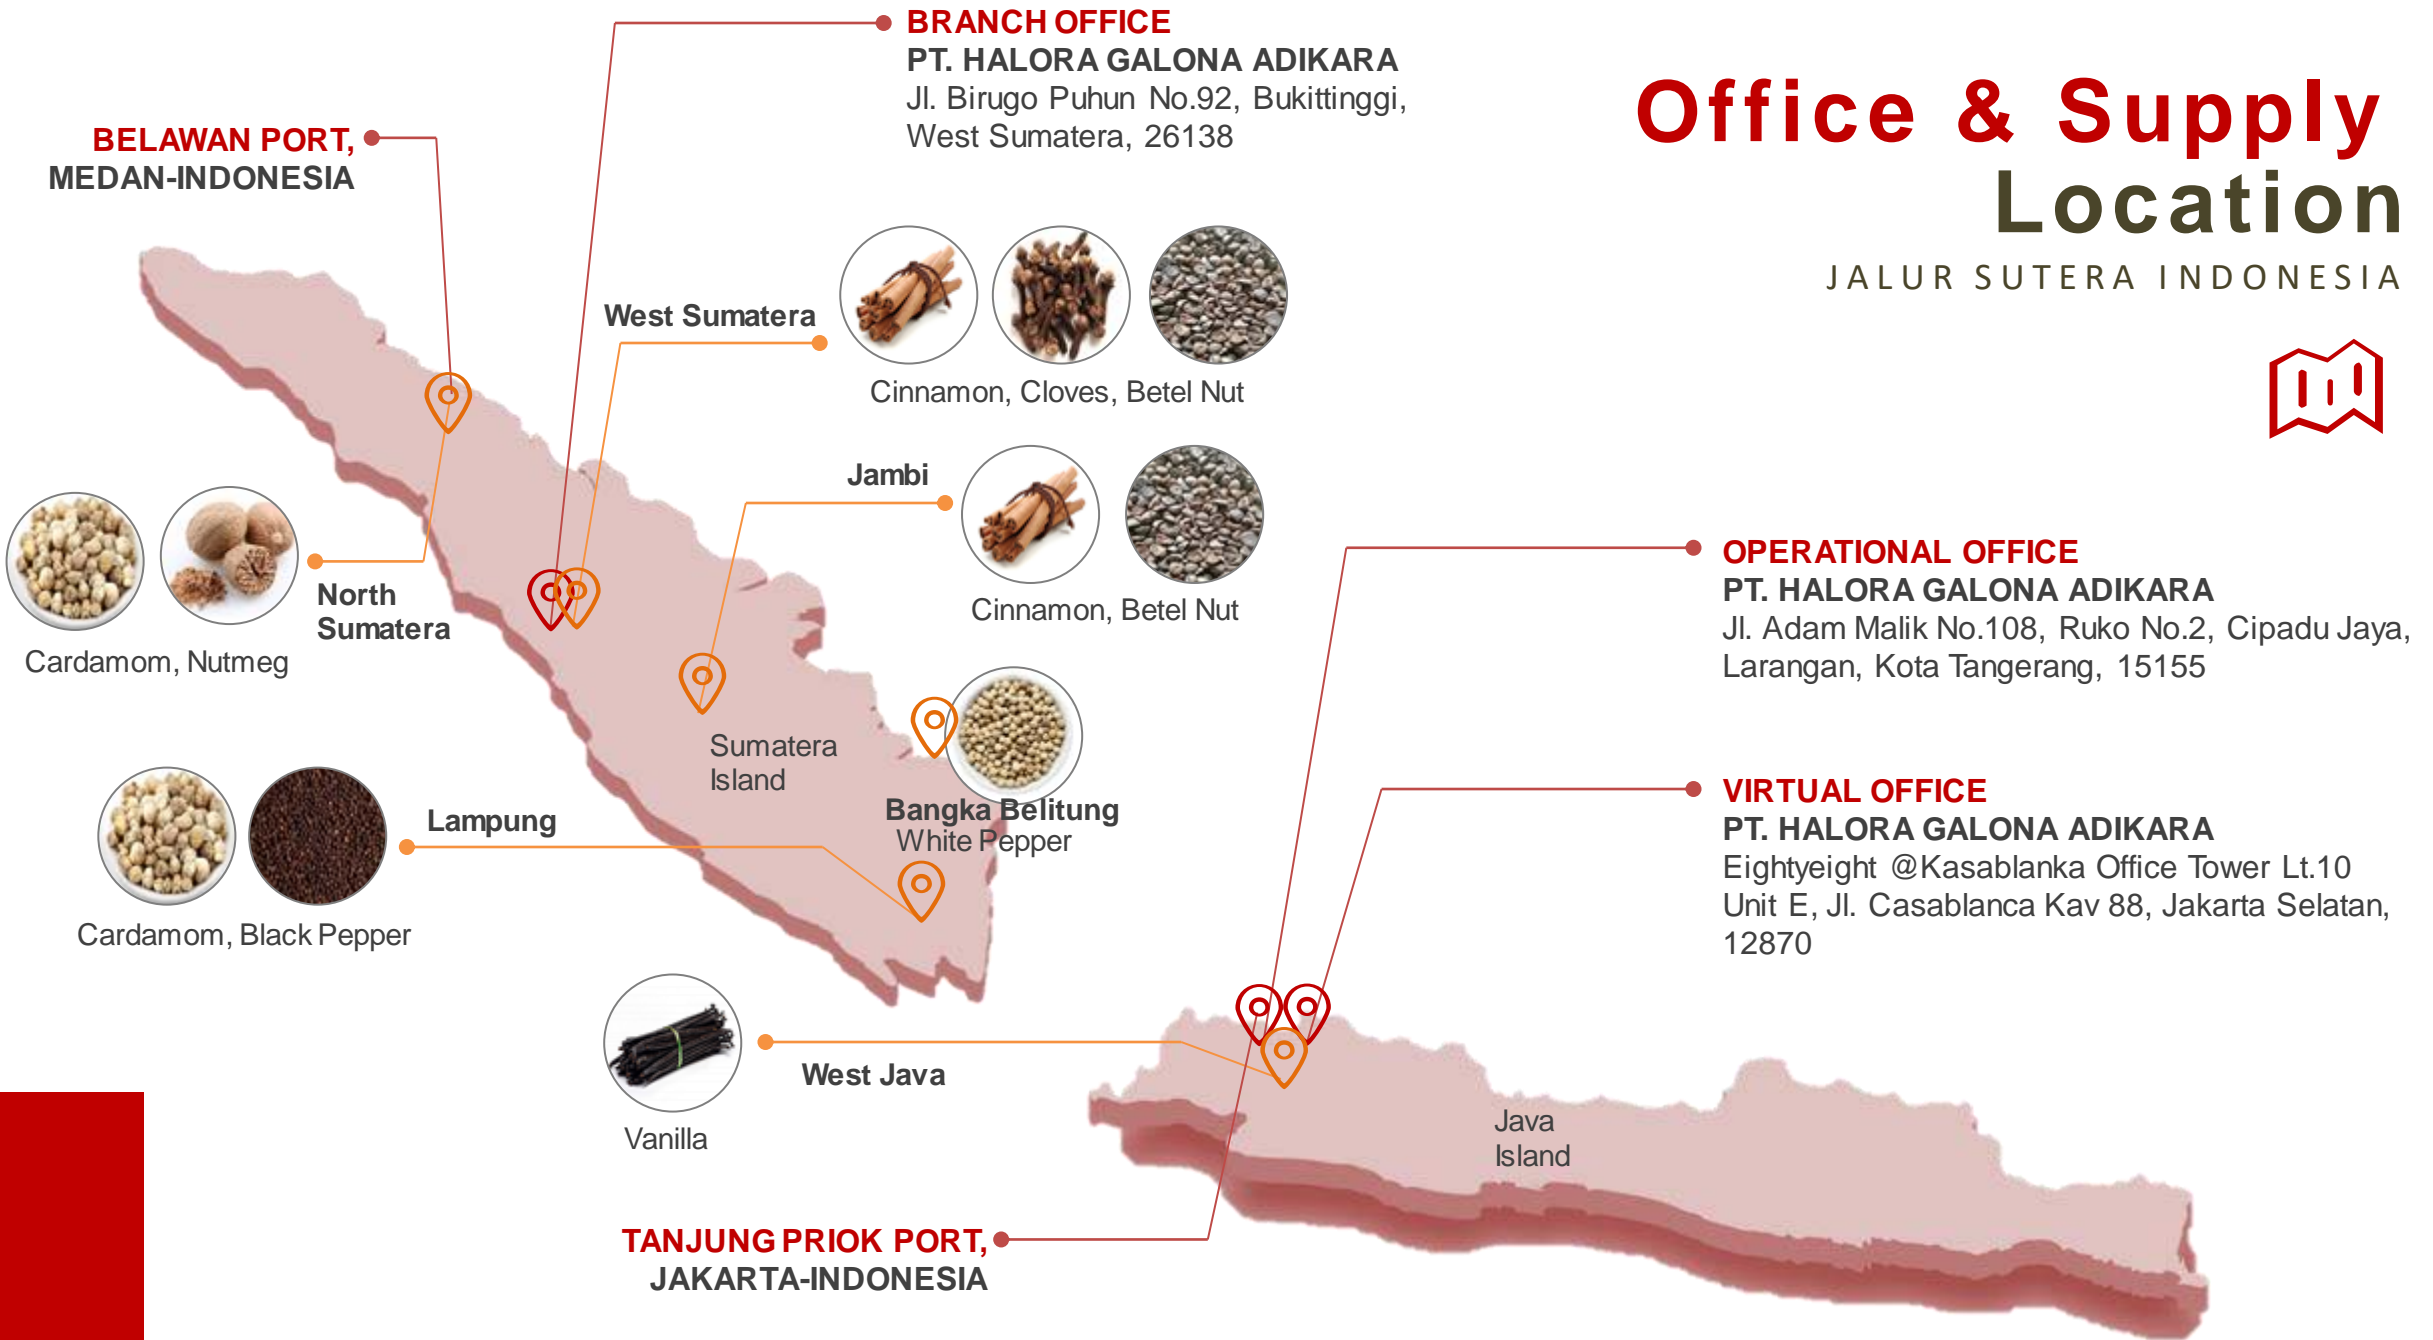 Office & Supply
Location
JALUR SUTERA INDONESIA
BRANCH OFFICE
PT. HALORA GALONA ADIKARA
Jl. Birugo Puhun No.92, Bukittinggi,
West Sumatera, 26138
BELAWAN PORT,
MEDAN-INDONESIA
West Sumatera
Cinnamon, Cloves, Betel Nut
Jambi
Cinnamon, Betel Nut
North
Sumatera
Cardamom, Nutmeg
Sumatera
Island
Bangka Belitung
White Pepper
Lampung
Cardamom, Black Pepper
OPERATIONAL OFFICE
PT. HALORA GALONA ADIKARA
Jl. Adam Malik No.108, Ruko No.2, Cipadu Jaya,
Larangan, Kota Tangerang, 15155
VIRTUAL OFFICE
PT. HALORA GALONA ADIKARA
Eightyeight @Kasablanka Office Tower Lt.10
Unit E, Jl. Casablanca Kav 88, Jakarta Selatan,
12870
West Java
Vanilla
Java
Island
TANJUNG PRIOK PORT,
JAKARTA-INDONESIA